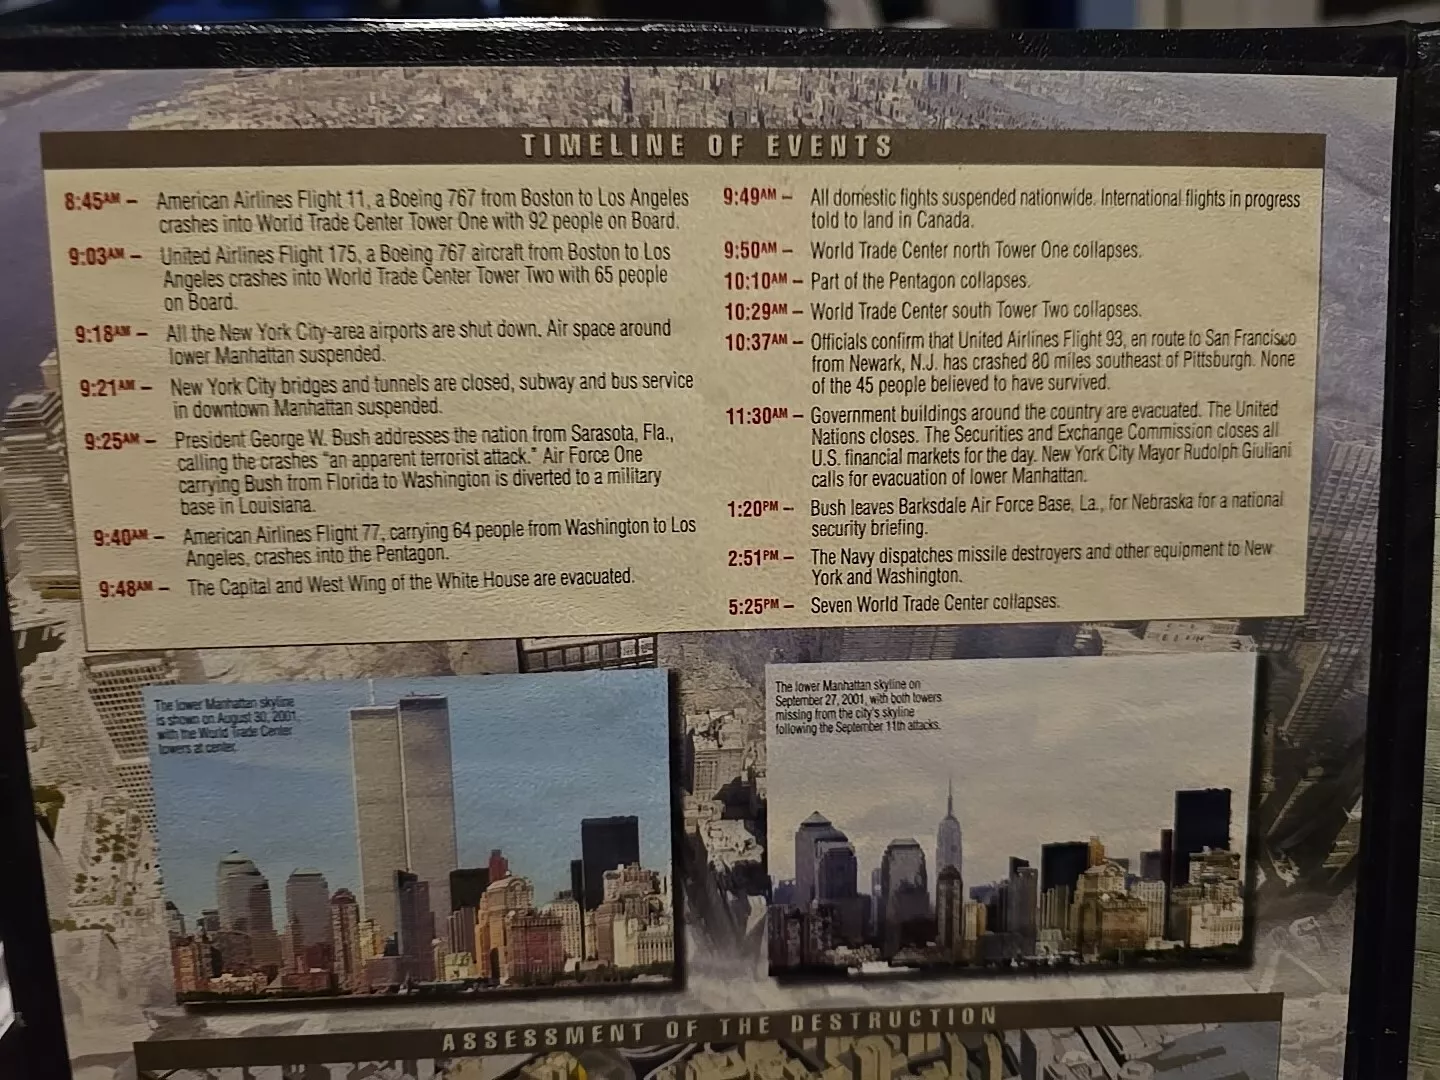 TIMELINE OF EVENTS
8:45AM – American Airlines Flight 11, a Boeing 767 from Boston to Los Angeles
crashes into World Trade Center Tower One with 92 people on Board.
9:03AM – United Airlines Flight 175, a Boeing 767 aircraft from Boston to Los
Angeles crashes into World Trade Center Tower Two with 65 people
on Board.
9:18AM – All the New York City-area airports are shut down. Air space around
lower Manhattan suspended.
9:21AM – New York City bridges and tunnels are closed, subway and bus service
in downtown Manhattan suspended.
9:25AM – President George W. Bush addresses the nation from Sarasota, Fla.,
calling the crashes "an apparent terrorist attack." Air Force One
carrying Bush from Florida to Washington is diverted to a military
base in Louisiana.
9:40AM – American Airlines Flight 77, carrying 64 people from Washington to Los
Angeles, crashes into the Pentagon.
9:48AM – The Capital and West Wing of the White House are evacuated.
9:49AM – All domestic fights suspended nationwide. International flights in progress
told to land in Canada.
9:50AM – World Trade Center north Tower One collapses.
10:10AM – Part of the Pentagon collapses.
10:29AM – World Trade Center south Tower Two collapses.
10:37AM – Officials confirm that United Airlines Flight 93, en route to San Francisco
from Newark, N.J. has crashed 80 miles southeast of Pittsburgh. None
of the 45 people believed to have survived.
11:30AM – Government buildings around the country are evacuated. The United
Nations closes. The Securities and Exchange Commission closes all
U.S. financial markets for the day. New York City Mayor Rudolph Giuliani
calls for evacuation of lower Manhattan.
1:20PM – Bush leaves Barksdale Air Force Base, La., for Nebraska for a national
security briefing.
2:51PM – The Navy dispatches missile destroyers and other equipment to New
York and Washington.
5:25PM – Seven World Trade Center collapses.
The lower Manhattan skyline
is shown on August 30, 2001,
with the World Trade Center
towers at center.
The lower Manhattan skyline on
September 27, 2001, with both towers
missing from the city's skyline
following the September 11th attacks.
ASSESSMENT OF THE DESTRUCTION